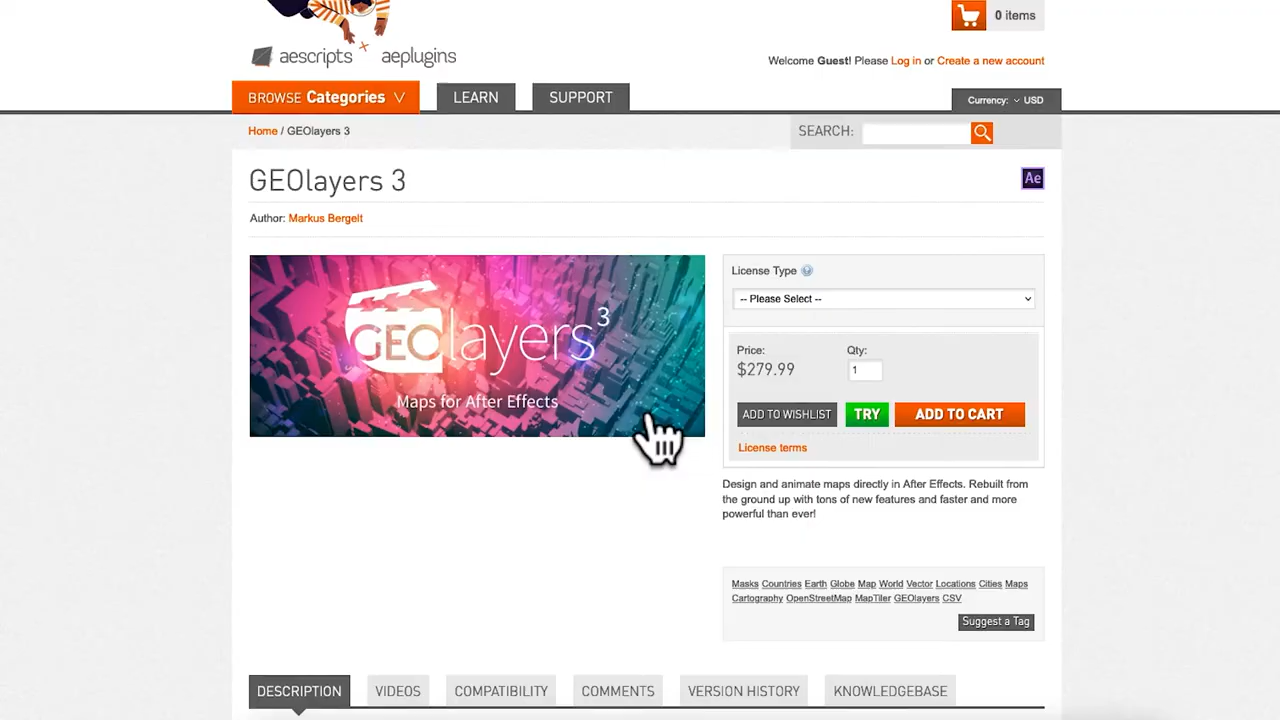 0 items
aescripts + aeplugins
Welcome Guest! Please Log in or Create a new account
BROWSE Categories
LEARN
SUPPORT
Currency: USD
Home / GEOlayers 3
SEARCH:
GEOlayers 3
Ae
Author: Markus Bergelt
GEOlayers3
Maps for After Effects
License Type ?
-- Please Select --
Price:
Qty:
$279.99
1
ADD TO WISHLIST
TRY
ADD TO CART
License terms
Design and animate maps directly in After Effects. Rebuilt from
the ground up with tons of new features and faster and more
powerful than ever!
Masks Countries Earth Globe Map World Vector Locations Cities Maps
Cartography OpenStreetMap MapTiler GEOlayers CSV
Suggest a Tag
DESCRIPTION
VIDEOS
COMPATIBILITY
COMMENTS
VERSION HISTORY
KNOWLEDGEBASE